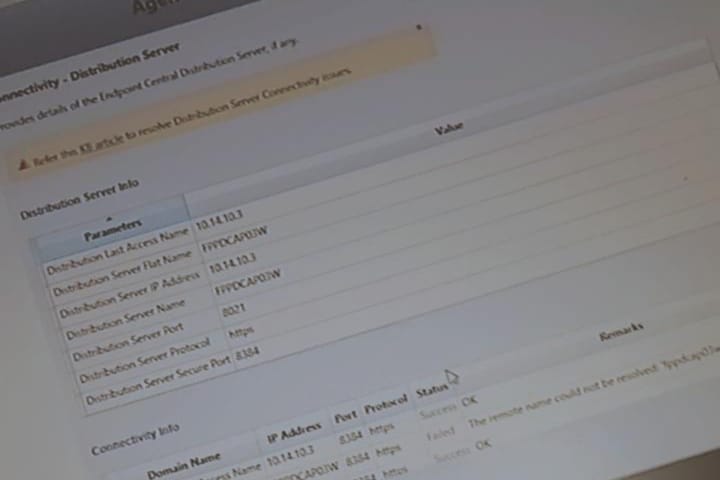 Connectivity - Distribution Server
provides details of the Endpoint Central Distribution Server, if any.
Refer this KB article to resolve Distribution Server Connectivity issues.
Distribution Server Info
Parameters Value
Distribution Last Access Name 10.14.10.3
Distribution Server Flat Name FPPDCAP03W
Distribution Server IP Address 10.14.10.3
Distribution Server Name FPPDCAP03W
Distribution Server Port 8021
Distribution Server Protocol https
Distribution Server Secure Port 8384
Connectivity Info
Domain Name IP Address Port Protocol Status Remarks
Access Name 10.14.10.3 8384 https Success OK
8384 https Failed The remote name could not be resolved:
https Success OK